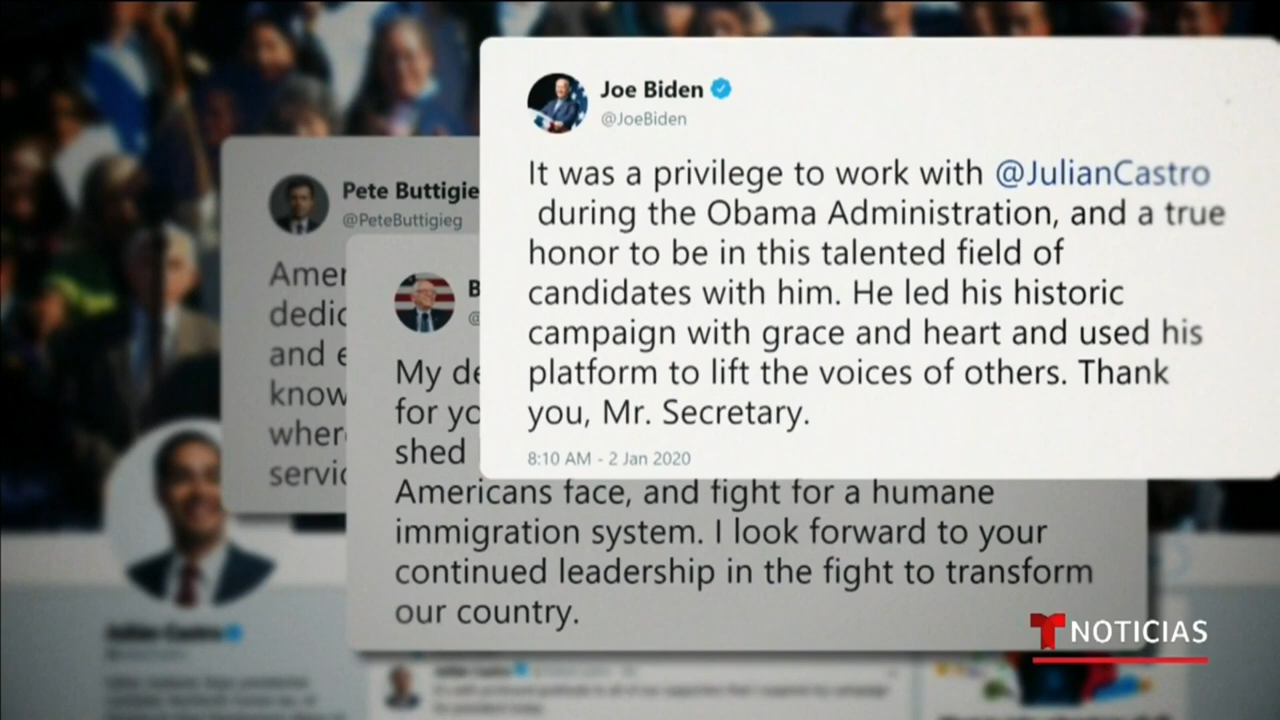 Joe Biden
@JoeBiden
It was a privilege to work with @JulianCastro
during the Obama Administration, and a true
honor to be in this talented field of
candidates with him. He led his historic
campaign with grace and heart and used his
platform to lift the voices of others. Thank
you, Mr. Secretary.
8:10 AM - 2 Jan 2020
Pete Buttigie
@PeteButtigieg
Amer
dedic
and e
know
wher
servic
B
@
My de
for yo
shed
Americans face, and fight for a humane
immigration system. I look forward to your
continued leadership in the fight to transform
our country.
Julián Castro
T NOTICIAS